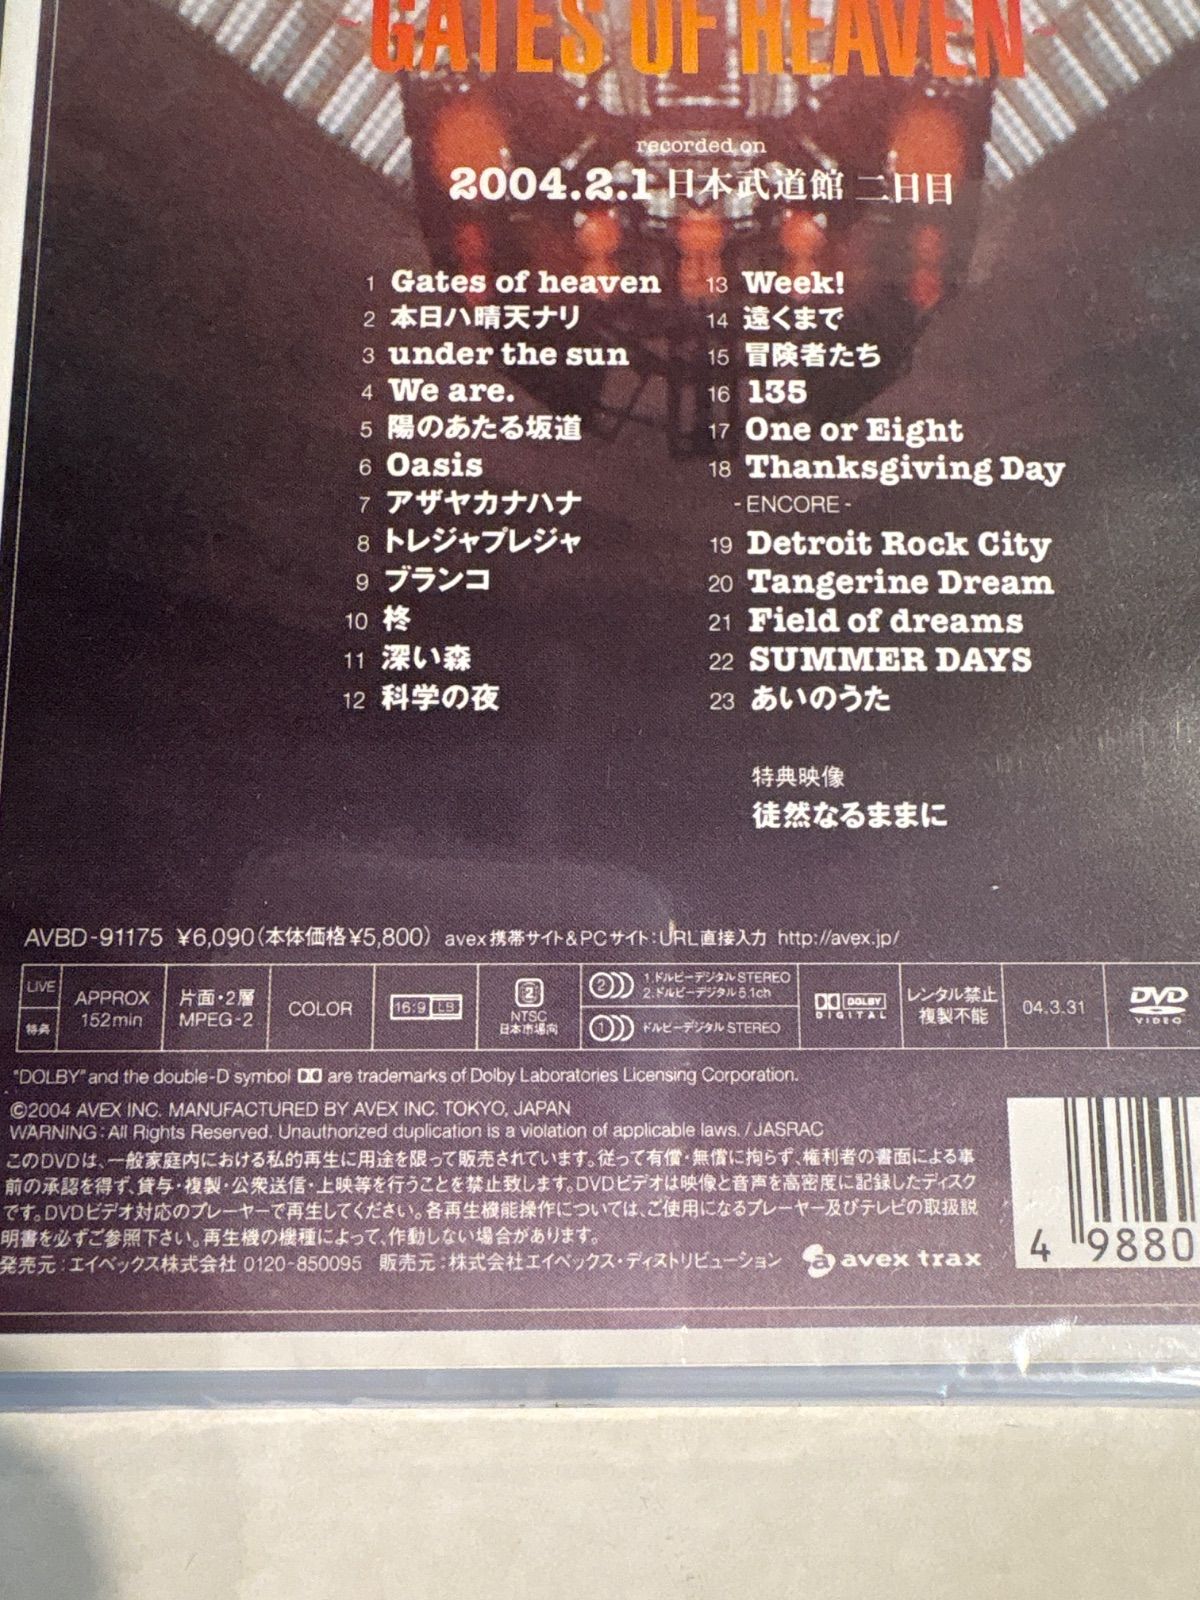 ~GATES OF HEAVEN~
recorded on
2004.2.1 日本武道館 二日目
1 Gates of heaven
2 本日ハ晴天ナリ
3 under the sun
4 We are.
5 陽のあたる坂道
6 Oasis
7 アザヤカナハナ
8 トレジャプレジャ
9 ブランコ
10 柊
11 深い森
12 科学の夜
13 Week!
14 遠くまで
15 冒険者たち
16 135
17 One or Eight
18 Thanksgiving Day
- ENCORE -
19 Detroit Rock City
20 Tangerine Dream
21 Field of dreams
22 SUMMER DAYS
23 あいのうた
特典映像
徒然なるままに
AVBD-91175 ¥6,090(本体価格¥5,800) avex携帯サイト&PCサイト:URL直接入力 http://avex.jp/
LIVE
特典
APPROX
152min
片面・2層
MPEG-2
COLOR
16:9 LB
2
NTSC
日本市場向
2 1.ドルビーデジタル STEREO
2.ドルビーデジタル 5.1ch
1 ドルビーデジタル STEREO
DOLBY
DIGITAL
レンタル禁止
複製不能
04.3.31
DVD
VIDEO
"DOLBY" and the double-D symbol are trademarks of Dolby Laboratories Licensing Corporation.
©2004 AVEX INC. MANUFACTURED BY AVEX INC. TOKYO, JAPAN
WARNING: All Rights Reserved. Unauthorized duplication is a violation of applicable laws. / JASRAC
このDVDは、一般家庭内における私的再生に用途を限って販売されています。従って有償・無償に拘らず、権利者の書面による事
前の承認を得ず、貸与・複製・公衆送信・上映等を行うことを禁止致します。DVDビデオは映像と音声を高密度に記録したディスク
です。DVDビデオ対応のプレーヤーで再生してください。各再生機能操作については、ご使用になるプレーヤー及びテレビの取扱説
明書を必ずご参照下さい。再生機の機種によって、作動しない場合があります。
発売元:エイベックス株式会社 0120-850095 販売元:株式会社エイベックス・ディストリビューション
avex trax
4 9880